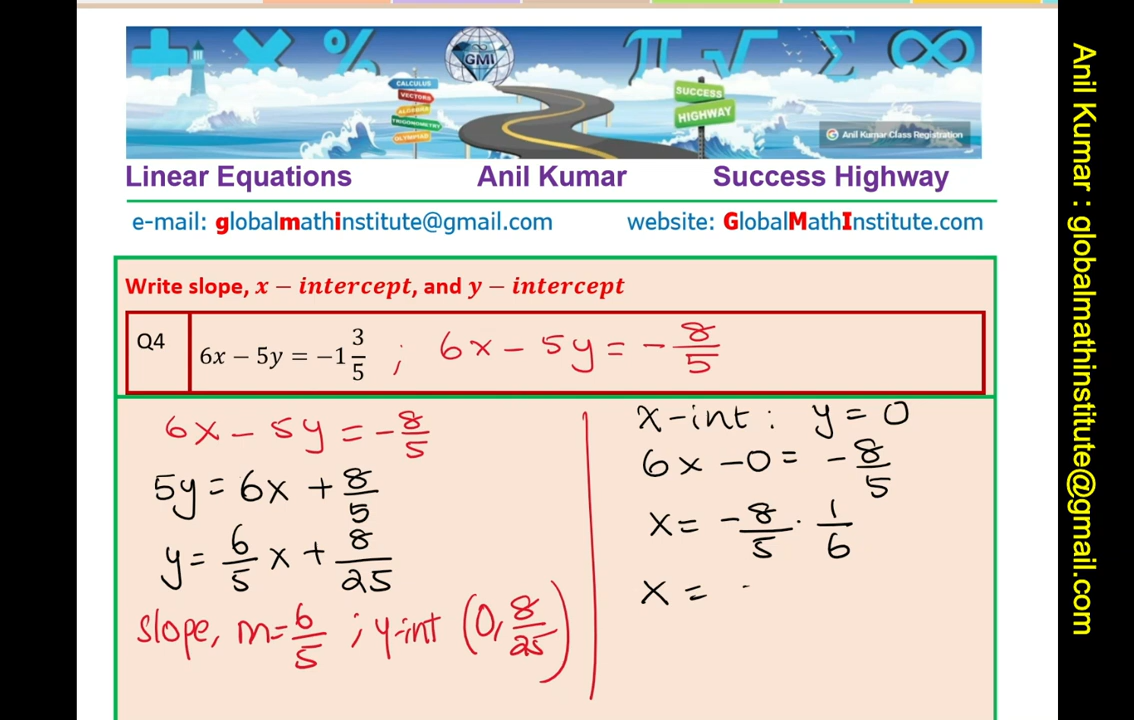 CALCULUS
VECTORS
ALGEBRA
TRIGONOMETRY
OLYMPIAD
GMI
% π √ Σ ∞
SUCCESS
HIGHWAY
Anil Kumar Class Registration
Linear Equations Anil Kumar Success Highway
e-mail: globalmathinstitute@gmail.com website: GlobalMathInstitute.com
Write slope, x − intercept, and y − intercept
Q4 6x − 5y = −1 3/5 ; 6x − 5y = − 8/5
6x − 5y = − 8/5
5y = 6x + 8/5
y = 6/5 x + 8/25
slope, m = 6/5 ; y-int (0, 8/25)
x-int : y = 0
6x − 0 = − 8/5
x = − 8/5 · 1/6
x =
Anil Kumar : globalmathinstitute@gmail.com